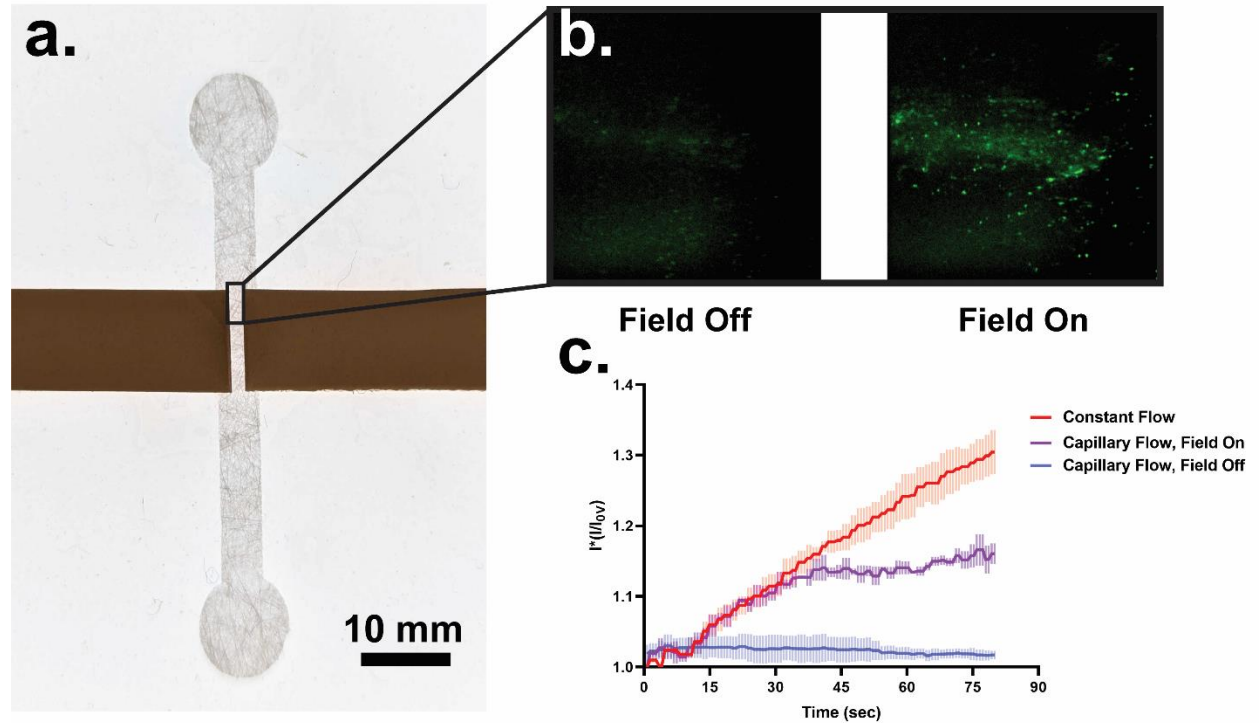 a.
10 mm
b.
Field Off
Field On
c.
1.4
1.3
1.2
1.1
1.0
I*(I/I0V)
0
15
30
45
60
75
90
Time (sec)
Constant Flow
Capillary Flow, Field On
Capillary Flow, Field Off